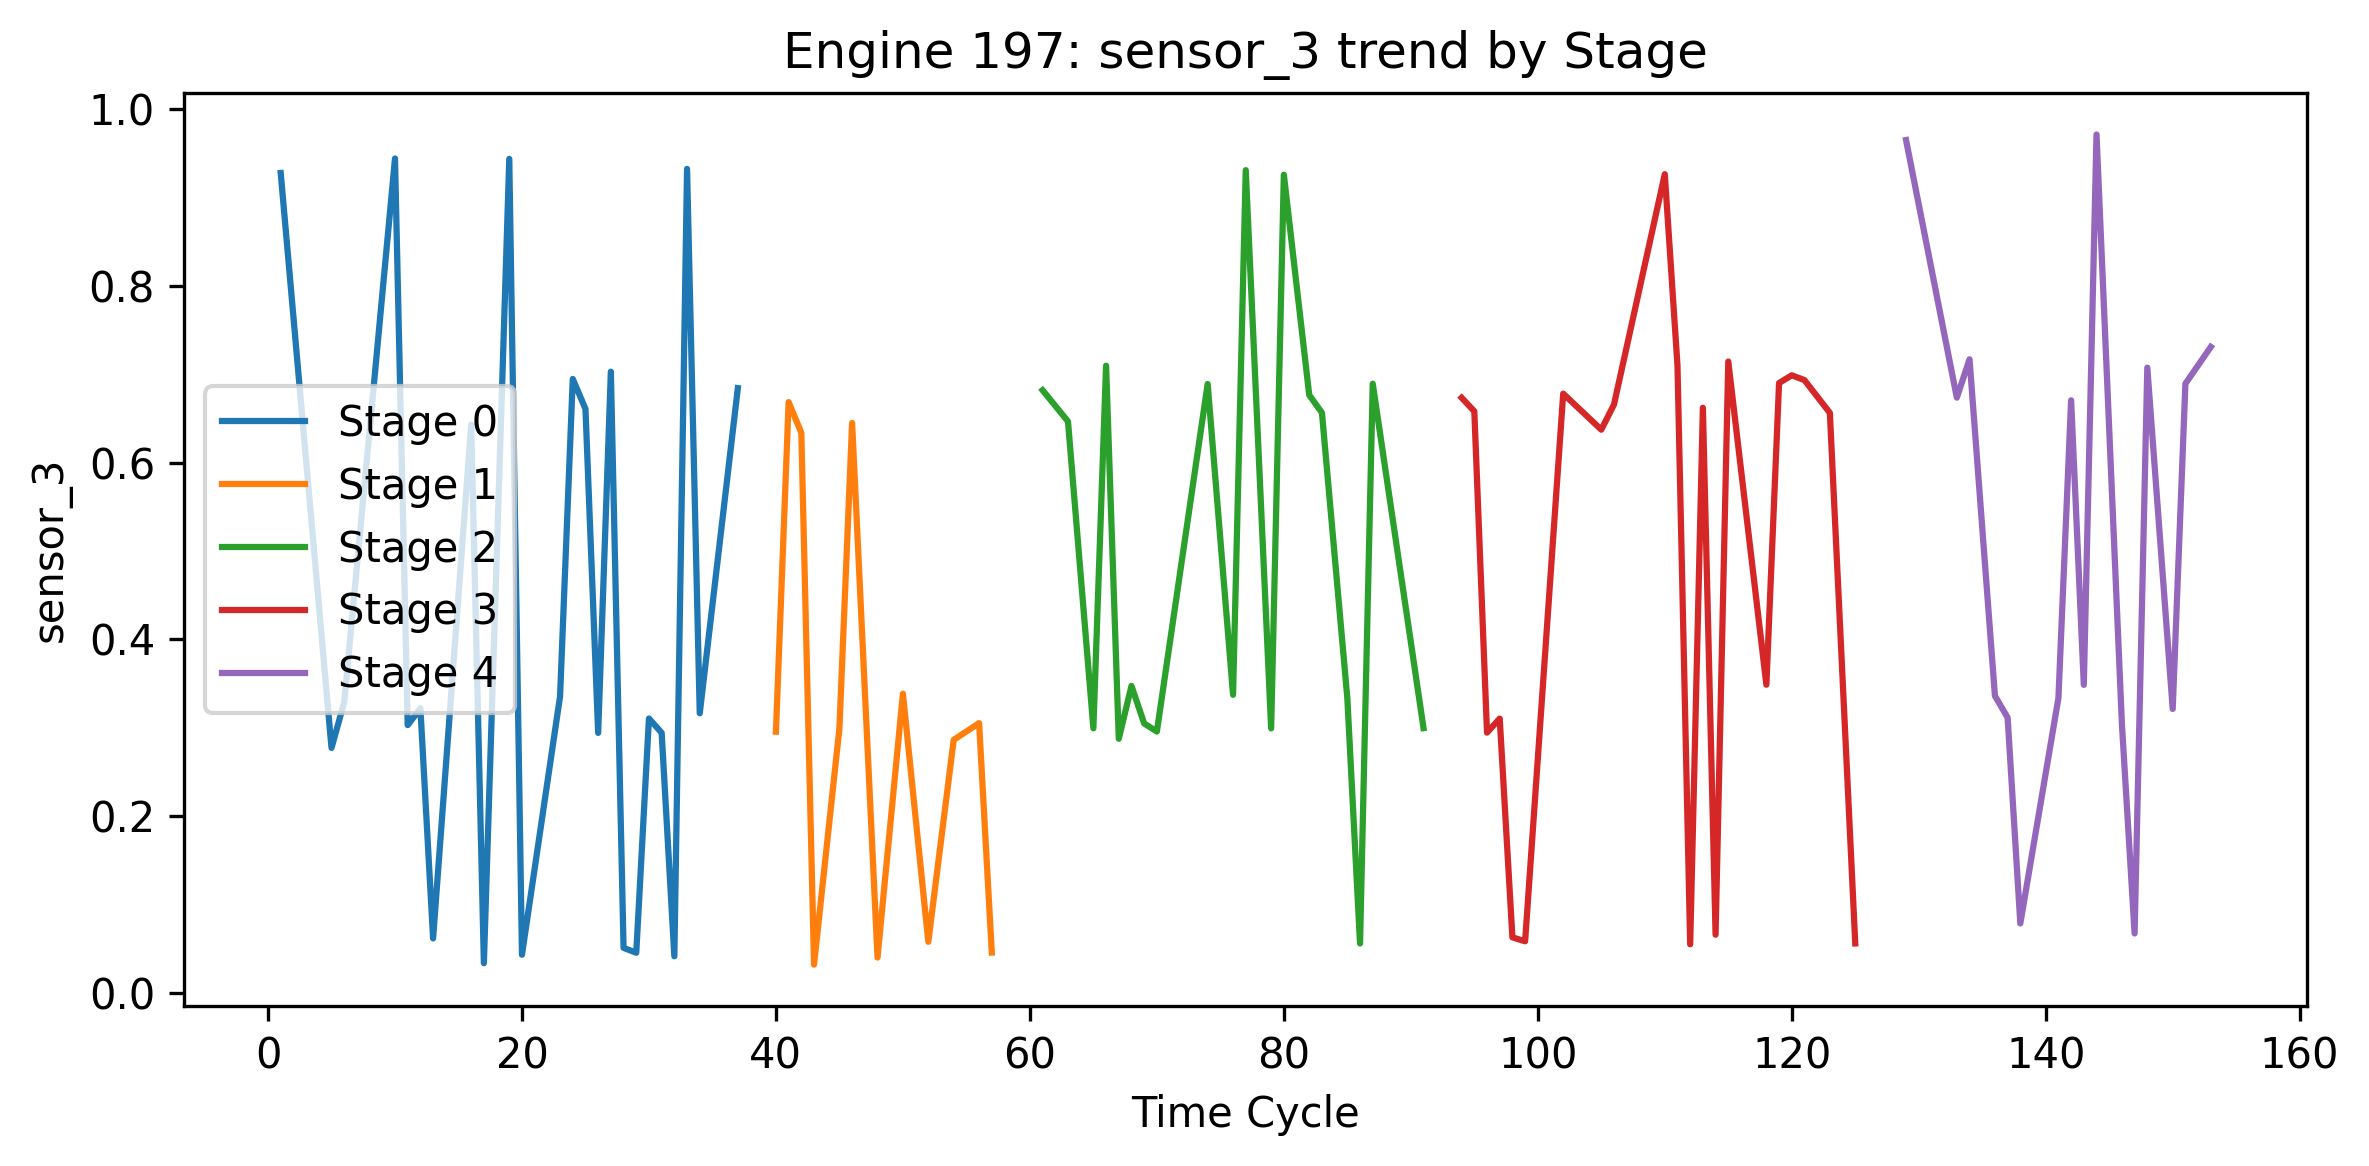 Engine 197: sensor_3 trend by Stage
1.0
0.8
0.6
0.4
0.2
0.0
sensor_3
Stage 0
Stage 1
Stage 2
Stage 3
Stage 4
0 20 40 60 80 100 120 140 160
Time Cycle